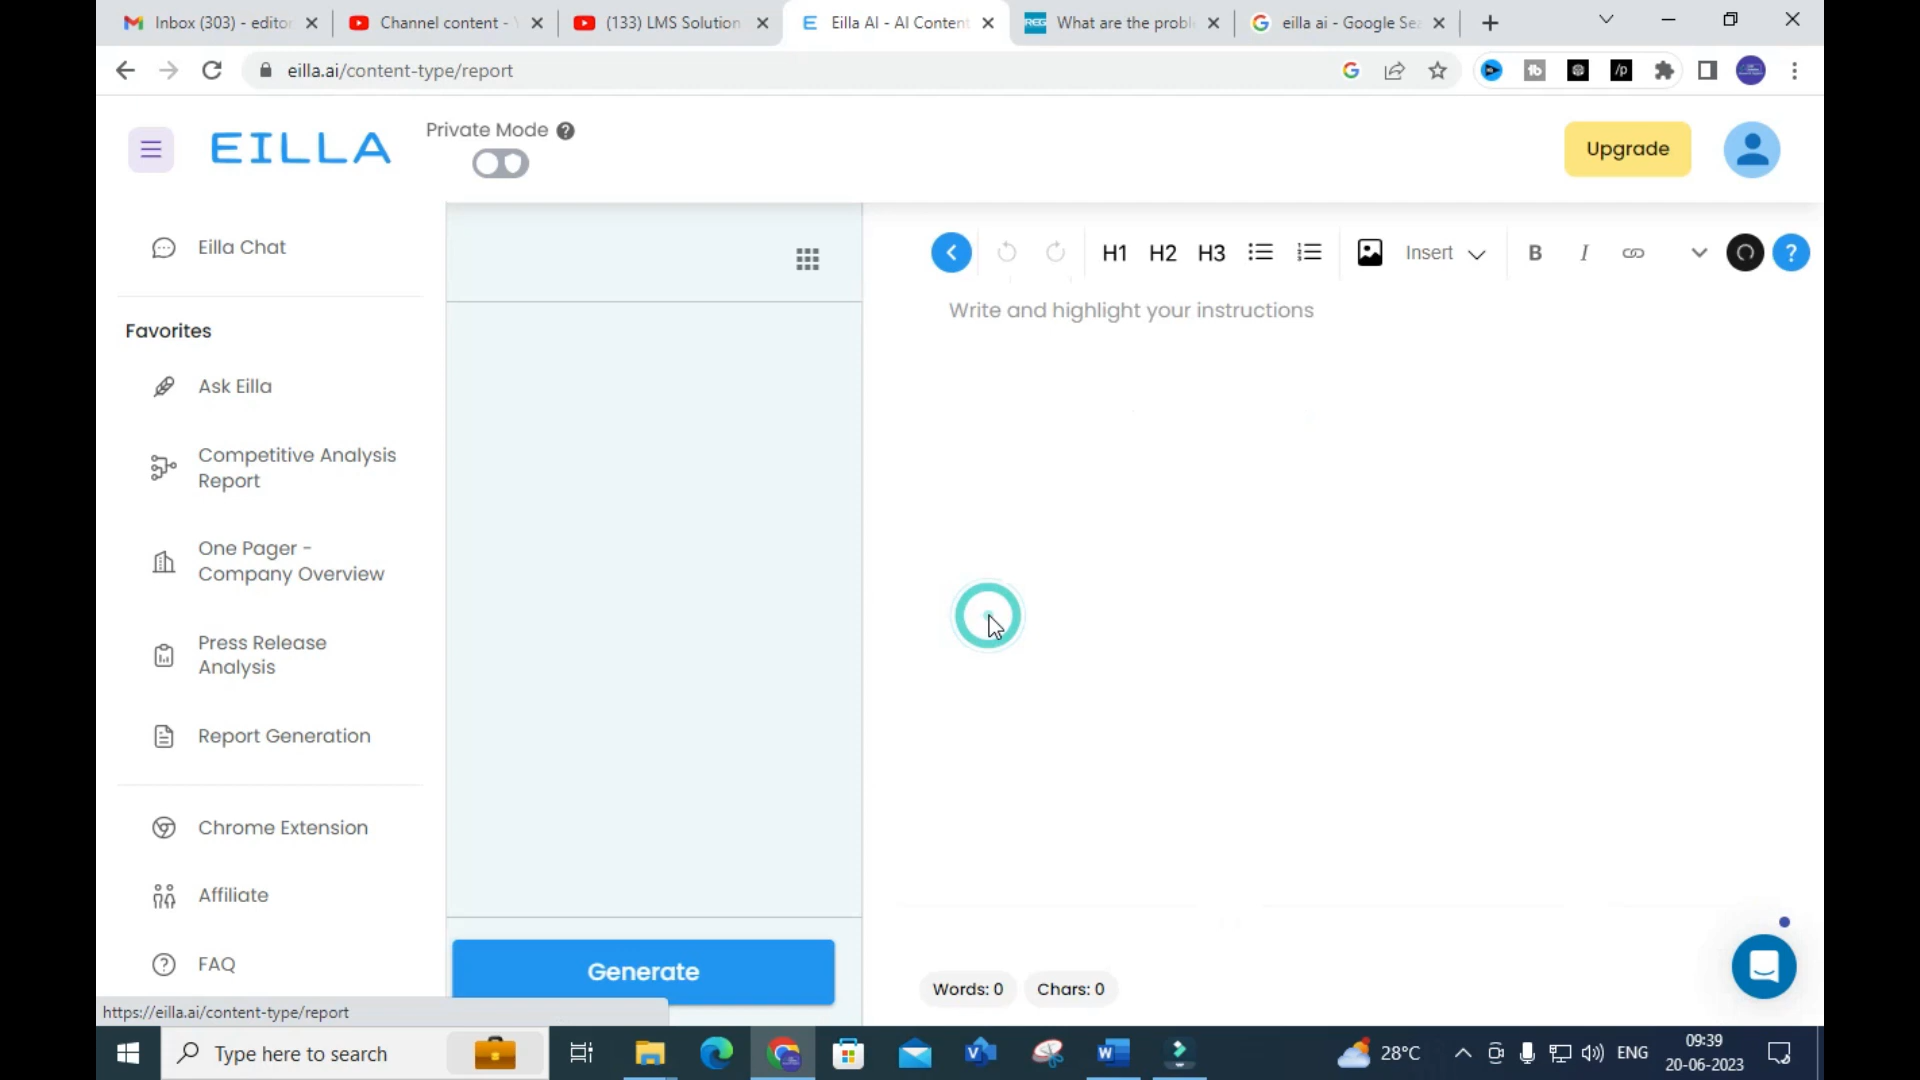 Inbox (303) - editor
Channel content -
(133) LMS Solution
Eilla AI - AI Content
What are the probl
eilla ai - Google Sea
eilla.ai/content-type/report
EILLA
Private Mode
Upgrade
Eilla Chat
Favorites
Ask Eilla
Competitive Analysis
Report
One Pager -
Company Overview
Press Release
Analysis
Report Generation
Chrome Extension
Affiliate
FAQ
H1 H2 H3
Insert
B I
Write and highlight your instructions
Generate
Words: 0
Chars: 0
https://eilla.ai/content-type/report
Type here to search
28°C
ENG
09:39
20-06-2023